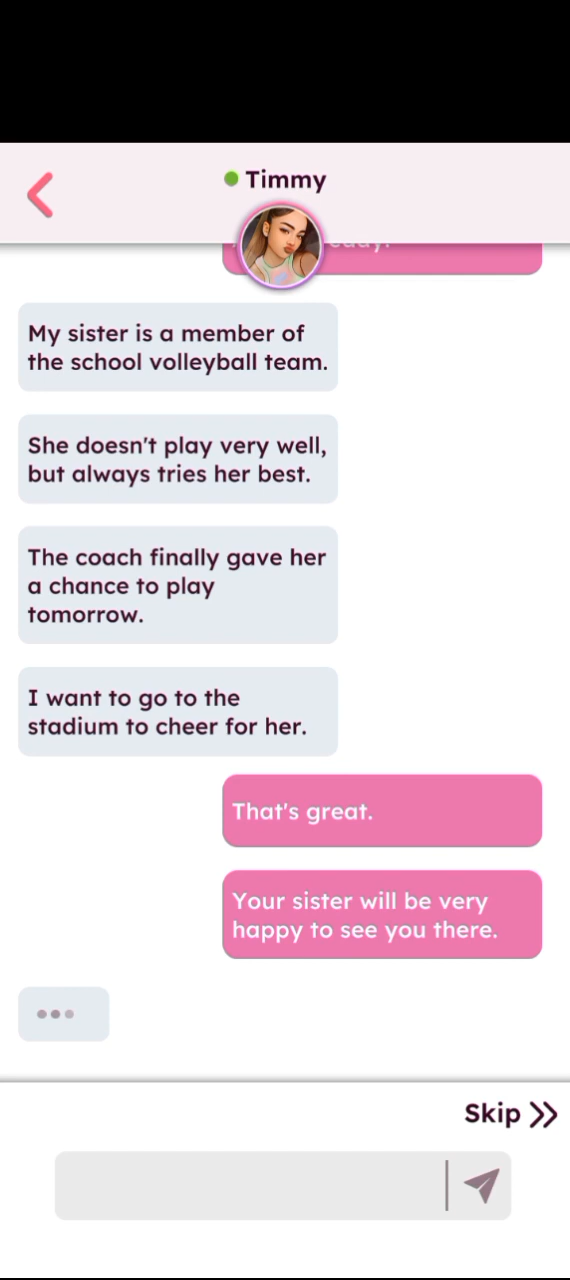 Timmy
My sister is a member of
the school volleyball team.
She doesn't play very well,
but always tries her best.
The coach finally gave her
a chance to play
tomorrow.
I want to go to the
stadium to cheer for her.
That's great.
Your sister will be very
happy to see you there.
Skip